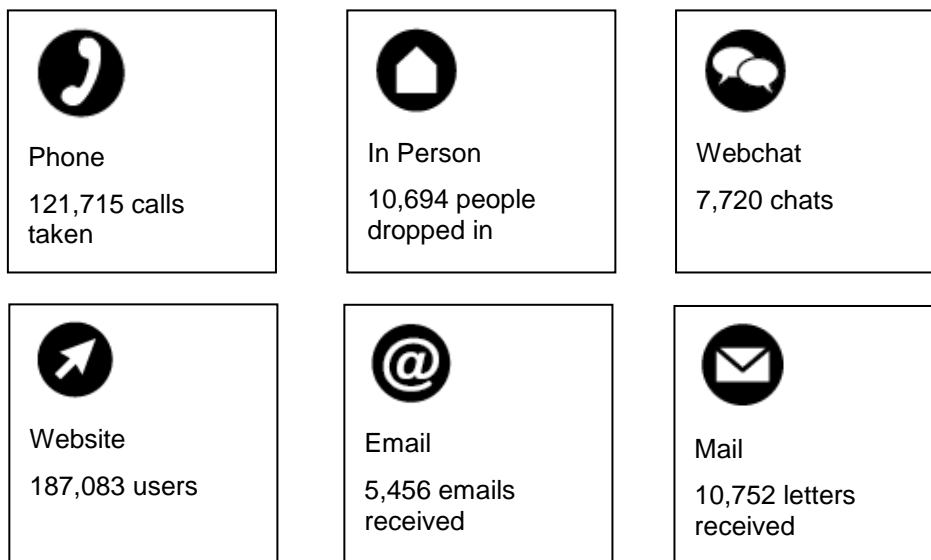 Phone
121,715 calls
taken
In Person
10,694 people
dropped in
Webchat
7,720 chats
Website
187,083 users
@
Email
5,456 emails
received
Mail
10,752 letters
received